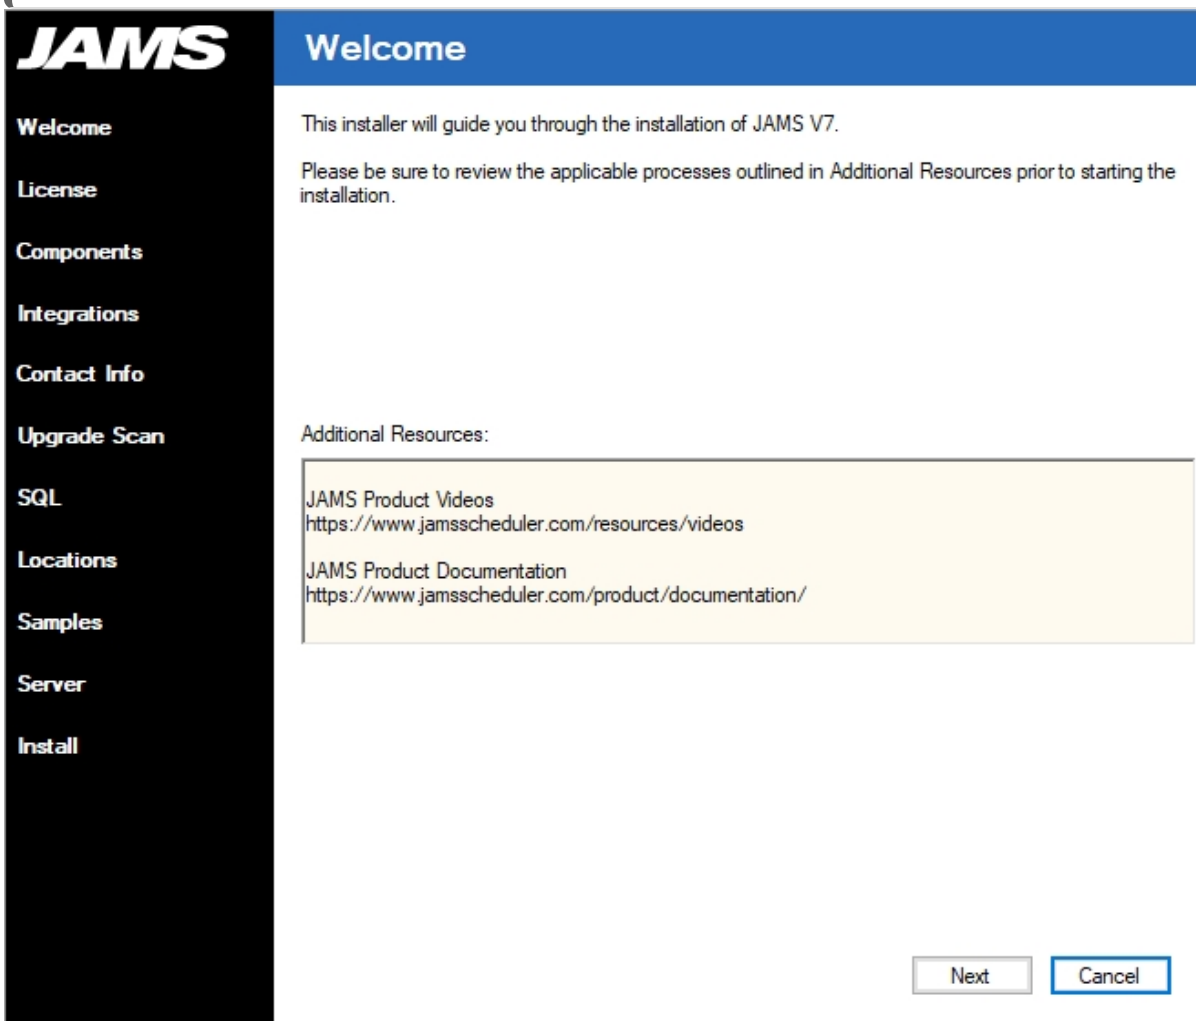 JAMS
Welcome
License
Components
Integrations
Contact Info
Upgrade Scan
SQL
Locations
Samples
Server
Install
Welcome
This installer will guide you through the installation of JAMS V7.
Please be sure to review the applicable processes outlined in Additional Resources prior to starting the
installation.
Additional Resources:
JAMS Product Videos
https://www.jamsscheduler.com/resources/videos
JAMS Product Documentation
https://www.jamsscheduler.com/product/documentation/
Next
Cancel